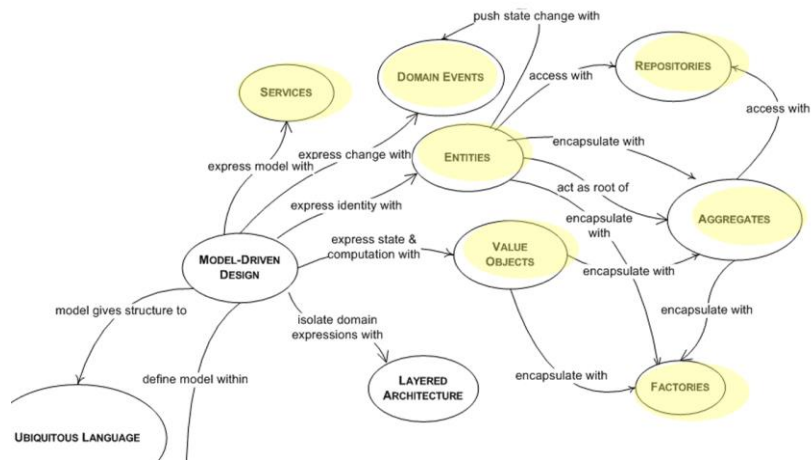 push state change with
DOMAIN EVENTS
REPOSITORIES
SERVICES
access with
access with
express change with
ENTITIES
encapsulate with
express model with
act as root of
express identity with
encapsulate
with
AGGREGATES
express state &
computation with
VALUE
OBJECTS
MODEL-DRIVEN
DESIGN
encapsulate with
model gives structure to
isolate domain
expressions with
encapsulate with
define model within
encapsulate with
LAYERED
ARCHITECTURE
FACTORIES
UBIQUITOUS LANGUAGE